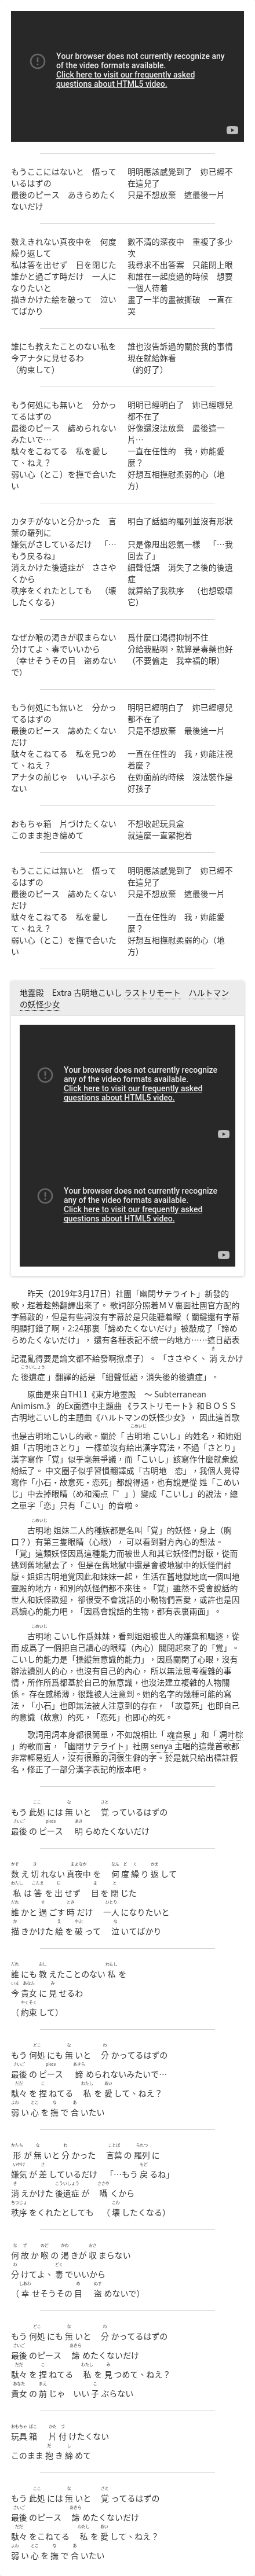 Your browser does not currently recognize any of the video formats available.
Click here to visit our frequently asked questions about HTML5 video.
もうここにはないと　悟っているはずの
最後のピース　あきらめたくないだけ
明明應該感覺到了　妳已經不在這兒了
只是不想放棄　這最後一片
数えきれない真夜中を　何度繰り返して
私は答を出せず　目を閉じた
誰かと過ごす時だけ　一人になりたいと
描きかけた絵を破って　泣いてばかり
數不清的深夜中　重複了多少次
我尋求不出答案　只能閉上眼
和誰在一起度過的時候　想要一個人待着
畫了一半的畫被撕破　一直在哭
誰にも教えたことのない私を
今アナタに見せるわ
（約束して）
誰也沒告訴過的關於我的事情
現在就給妳看
（約好了）
もう何処にも無いと　分かってるはずの
最後のピース　諦められないみたいで…
駄々をこねてる　私を愛して、ねえ？
弱い心（とこ）を撫で合いたい
明明已經明白了　妳已經哪兒都不在了
好像還沒法放棄　最後這一片…
一直在任性的　我，妳能愛麼？
好想互相撫慰柔弱的心（地方）
カタチがないと分かった　言葉の羅列に
嫌気がさしているだけ　「…もう戻るね」
消えかけた後遺症が　ささやくから
秩序をくれたとしても　（壊したくなる）
明白了話語的羅列並沒有形狀
只是像甩出怨氣一樣　「…我回去了」
細聲低語　消失了之後的後遺症
就算給了我秩序　（也想毀壞它）
なぜか喉の渇きが収まらない
分けてよ、毒でいいから
（幸せそうその目　盗めないで）
爲什麼口渴得抑制不住
分給我點啊，就算是毒藥也好
（不要偷走　我幸福的眼）
もう何処にも無いと　分かってるはずの
最後のピース　諦めたくないだけ
駄々をこねてる　私を見つめて、ねえ？
アナタの前じゃ　いい子ぶらない
明明已經明白了　妳已經哪兒都不在了
只是不想放棄　最後這一片
一直在任性的　我，妳能注視着麼？
在妳面前的時候　沒法裝作是好孩子
おもちゃ箱　片づけたくない
このまま抱き締めて
不想收起玩具盒
就這麼一直緊抱着
もうここには無いと　悟ってるはずの
最後のピース　諦めたくないだけ
駄々をこねてる　私を愛して、ねえ？
弱い心（とこ）を撫で合いたい
明明應該感覺到了　妳已經不在這兒了
只是不想放棄　最後這一片
一直在任性的　我，妳能愛麼？
好想互相撫慰柔弱的心（地方）
地霊殿　Extra 古明地こいし ラストリモート　ハルトマンの妖怪少女
Your browser does not currently recognize any of the video formats available.
Click here to visit our frequently asked questions about HTML5 video.
Your browser does not currently recognize any of the video formats available.
Click here to visit our frequently asked questions about HTML5 video.
昨天（2019年3月17日）社團「幽閉サテライト」新發的歌，趕着趁熱翻譯出來了。 歌詞部分照着ＭＶ裏面社團官方配的字幕敲的，但是有些詞沒有字幕於是只能聽着矇（ 關鍵還有字幕明顯打錯了啊，2:24那裏「諦めたくないだけ」被敲成了「諦めらめたくないだけ」， 還有各種表記不統一的地方……這日語表記混亂得要是論文都不給發啊掀桌子）。 「ささやく、消えかけた後遺症」翻譯的話是 「細聲低語，消失後的後遺症」。
原曲是來自TH11《東方地霊殿　～ Subterranean Animism.》 的Ex面道中主題曲 《ラストリモート》和ＢＯＳＳ古明地こいし的主題曲《ハルトマンの妖怪少女》， 因此這首歌也是古明地こいし的歌。關於「古明地こいし」的姓名，和她姐姐「古明地さとり」 一樣並沒有給出漢字寫法，不過「さとり」漢字寫作「覚」似乎毫無爭議，而「こいし」該寫作什麼就衆說紛紜了。 中文圈子似乎習慣翻譯成「古明地　恋」，我個人覺得寫作「小石・故意死・恋死」都説得通，也有說是從 姓「こめいじ」中去掉眼睛（め和濁点「゛」）變成「こいし」的說法，總之單字「恋」只有「こい」的音啦。
古明地 姐妹二人的種族都是名叫「覚」的妖怪，身上（胸口？）有第三隻眼睛（心眼）， 可以看到對方內心的想法。「覚」這類妖怪因爲這種能力而被世人和其它妖怪們討厭，從而逃到舊地獄去了， 但是在舊地獄中還是會被地獄中的妖怪們討厭。姐姐古明地覚因此和妹妹一起， 生活在舊地獄地底一個叫地靈殿的地方，和別的妖怪們都不來往。「覚」雖然不受會說話的世人和妖怪歡迎， 卻很受不會說話的小動物們喜愛，或許也是因爲讀心的能力吧，「因爲會說話的生物，都有表裏兩面」。
古明地 こいし作爲妹妹，看到姐姐被世人的嫌棄和驅逐，從而 成爲了一個把自己讀心的眼睛（内心）關閉起來了的「覚」。 こいし的能力是「操縱無意識的能力」，因爲關閉了心眼，沒有辦法讀別人的心，也沒有自己的內心， 所以無法思考複雜的事情，所作所爲都基於自己的無意識，也沒法建立複雜的人物關係。 存在感稀薄，很難被人注意到。她的名字的幾種可能的寫法，「小石」也即無法被人注意到的存在， 「故意死」也即自己的意識（故意）的死，「恋死」也即心的死。
歌詞用詞本身都很簡單，不如說相比「魂音泉」和「凋叶棕」的歌而言，「幽閉サテライト」社團 senya 主唱的這幾首歌都非常輕易近人，沒有很難的詞很生僻的字。於是就只給出標註假名，修正了一部分漢字表記的版本吧。
もう此処には無いと　覚っているはずの
最後のピース　明らめたくないだけ
数え切れない真夜中を　何度繰り返して
私は答を出せず　目を閉じた
誰かと過ごす時だけ　一人になりたいと
描きかけた絵を破って　泣いてばかり
誰にも教えたことのない私を
今貴女に見せるわ
（約束して）
もう何処にも無いと　分かってるはずの
最後のピース　諦められないみたいで…
駄々を捏ねてる　私を愛して、ねえ？
弱い心を撫で合いたい
形が無いと分かった　言葉の羅列に
嫌気が差しているだけ　「…もう戻るね」
消えかけた後遺症が　囁くから
秩序をくれたとしても　（壊したくなる）
何故か喉の渇きが収まらない
分けてよ、毒でいいから
（幸せそうその目　盗めないで）
もう何処にも無いと　分かってるはずの
最後のピース　諦めたくないだけ
駄々を捏ねてる　私を見つめて、ねえ？
貴女の前じゃ　いい子ぶらない
玩具箱　片付けたくない
このまま抱き締めて
もう此処には無いと　覚ってるはずの
最後のピース　諦めたくないだけ
駄々をこねてる　私を愛して、ねえ？
弱い心を撫で合いたい